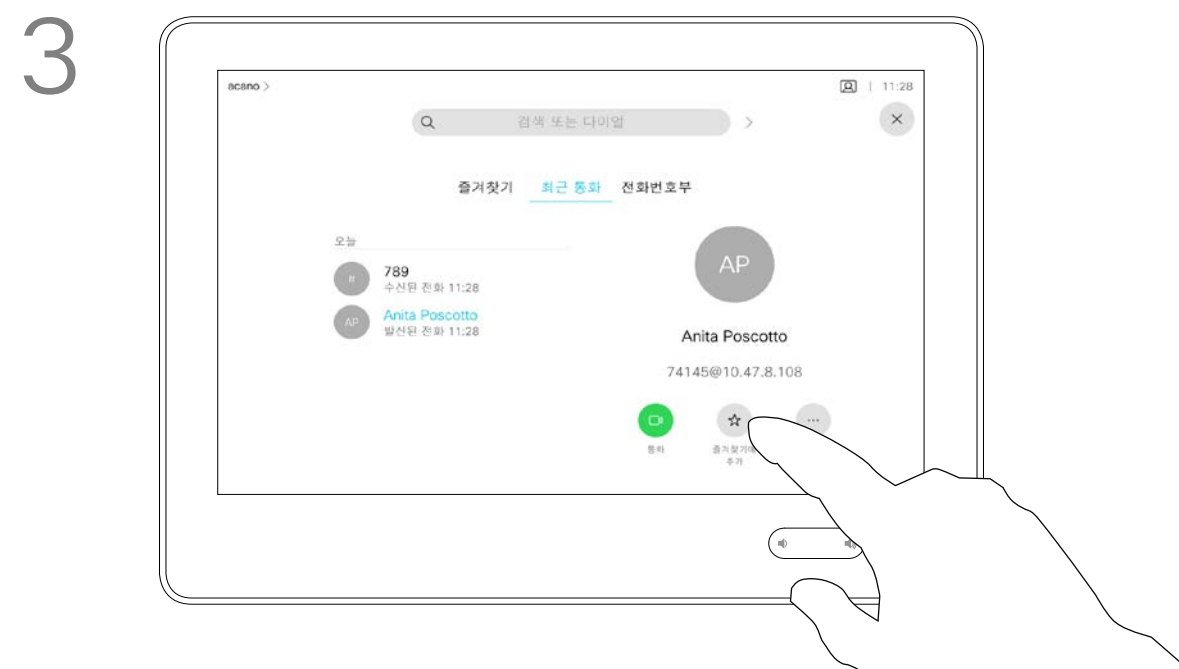 3
acano >
11:28
검색 또는 다이얼
즐겨찾기 최근 통화 전화번호부
오늘
#
789
수신된 전화 11:28
AP
Anita Poscotto
발신된 전화 11:28
AP
Anita Poscotto
74145@10.47.8.108
통화
즐겨찾기에
추가